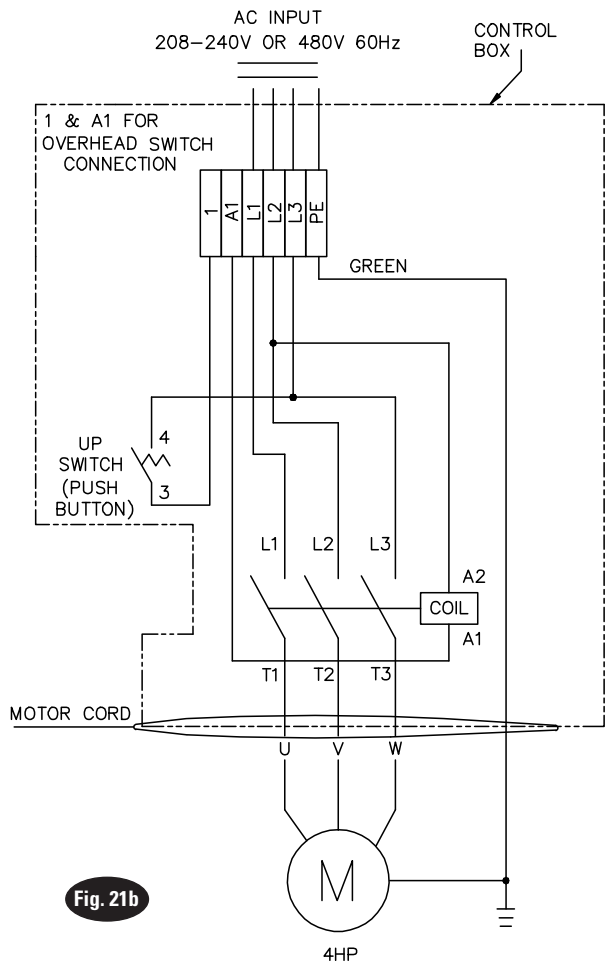 AC INPUT
208-240V OR 480V 60Hz
CONTROL
BOX
1 & A1 FOR
OVERHEAD SWITCH
CONNECTION
1 A1 L1 L2 L3 PE
GREEN
4
UP
SWITCH
(PUSH
BUTTON)
3
L1 L2 L3
A2
COIL
A1
T1 T2 T3
MOTOR CORD
U V W
M
Fig. 21b
4HP